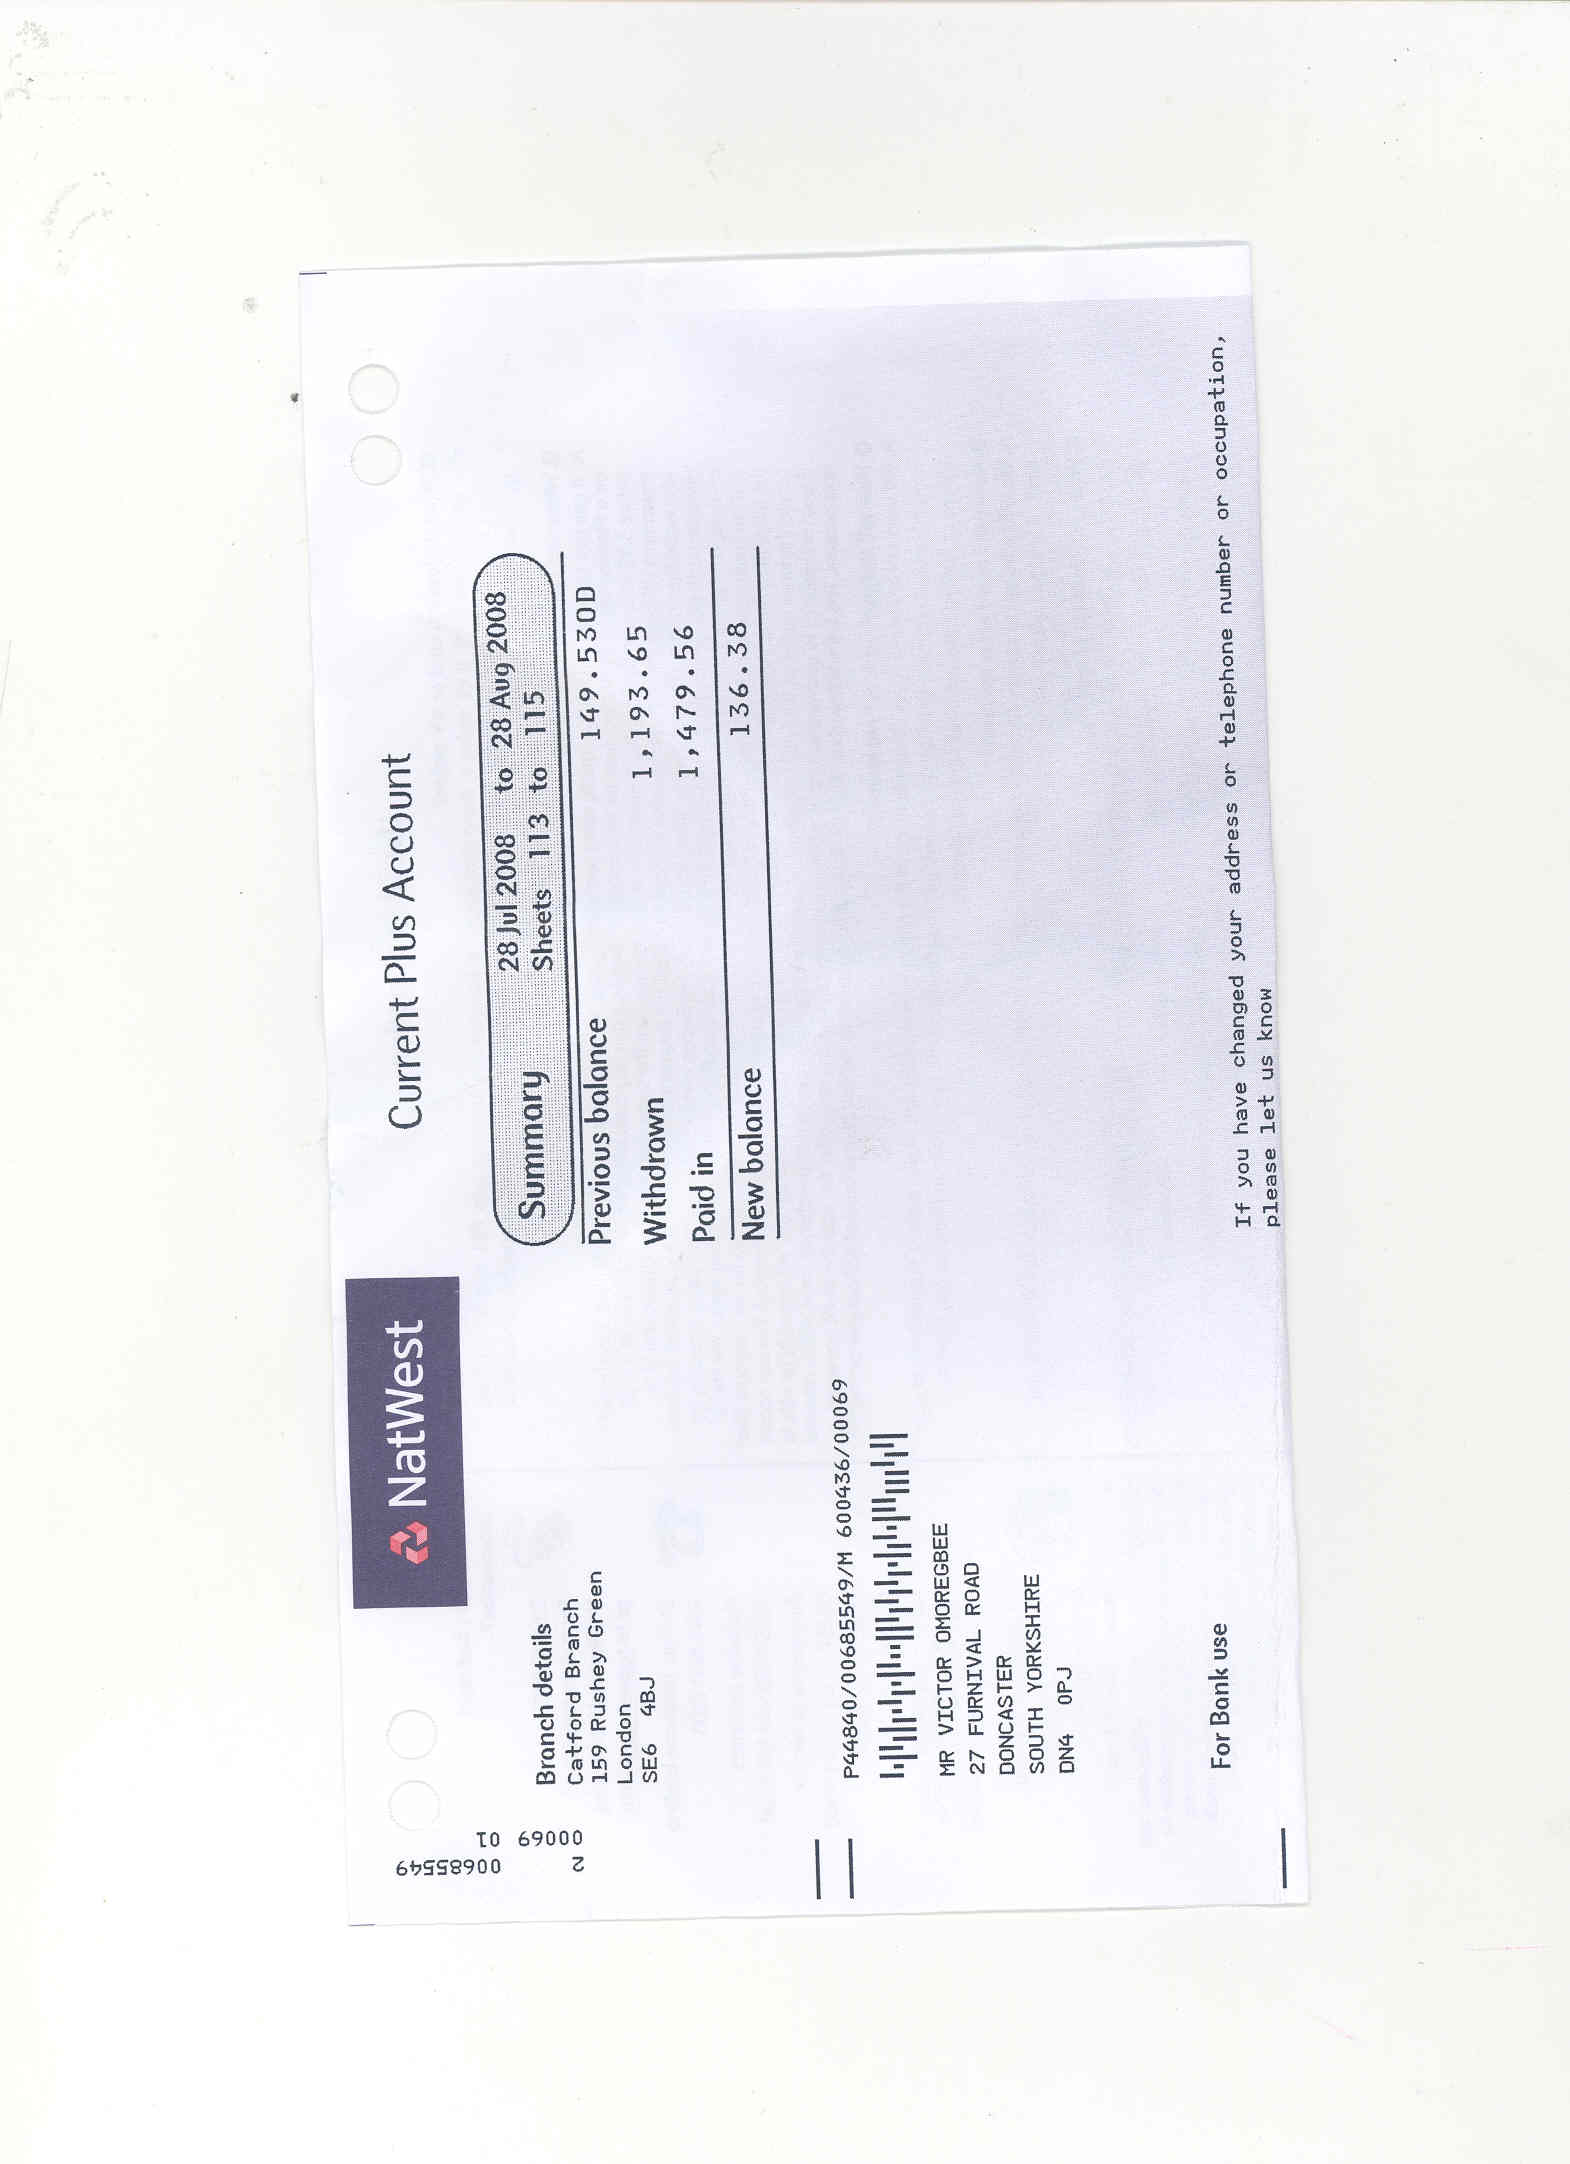 NatWest
Current Plus Account
00685549
00069 01
2
Branch details
Catford Branch
159 Rushey Green
London
SE6 4BJ
Summary 28 Jul 2008 to 28 Aug 2008
Sheets 113 to 115
Previous balance 149.53OD
Withdrawn 1,193.65
Paid in 1,479.56
New balance 136.38
P44840/00685549/M 600436/00069
MR VICTOR OMOREGBEE
27 FURNIVAL ROAD
DONCASTER
SOUTH YORKSHIRE
DN4 0PJ
For Bank use
If you have changed your address or telephone number or occupation,
please let us know